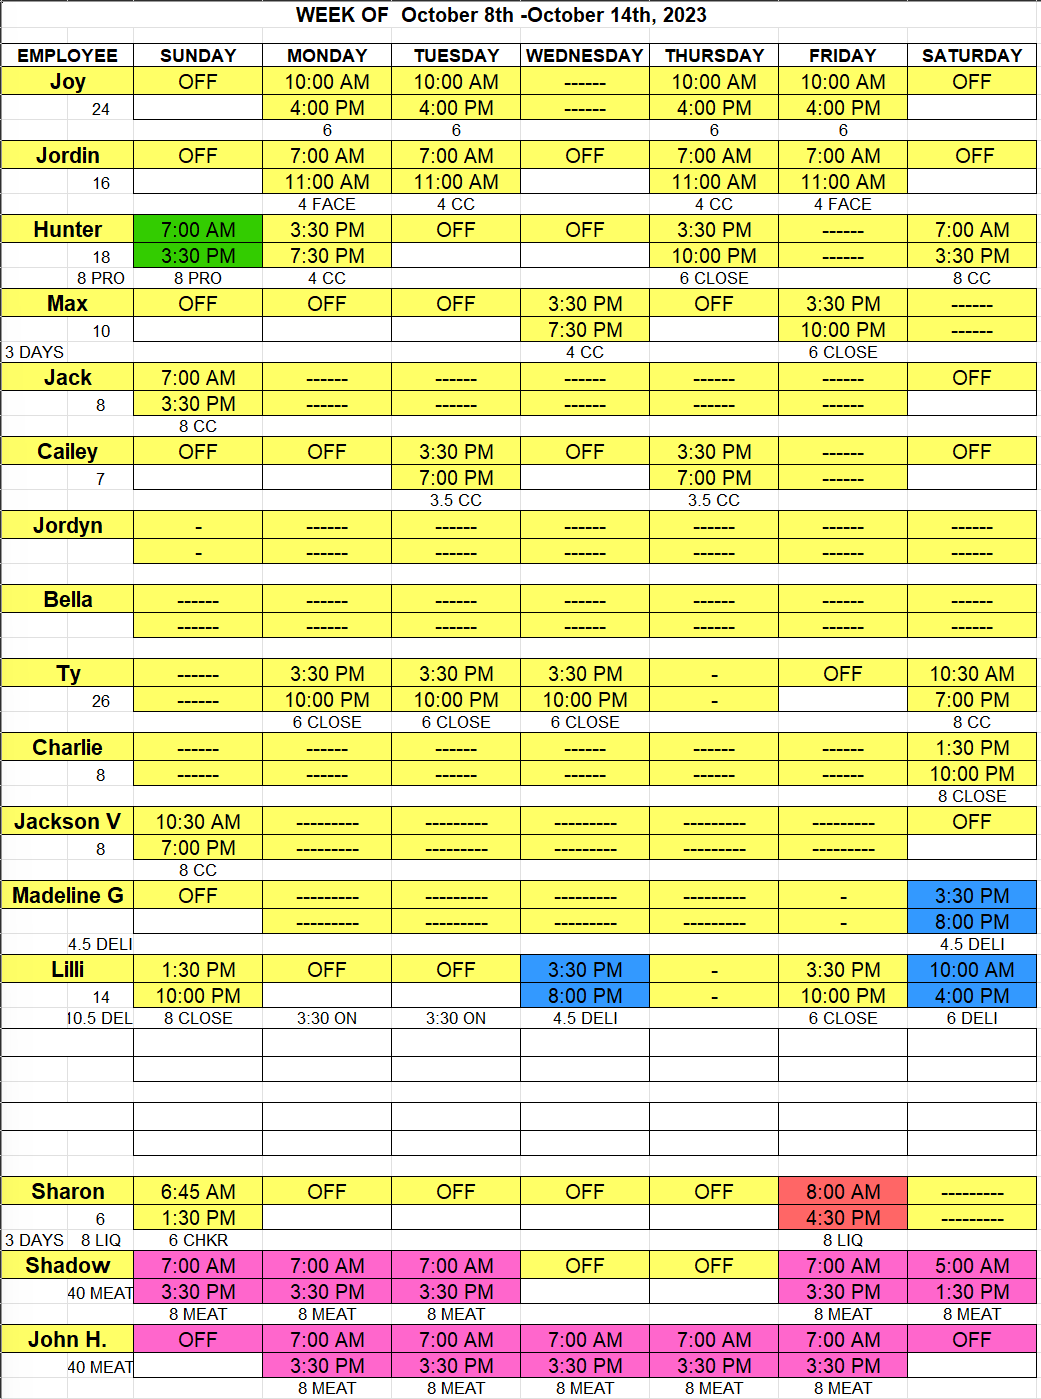 WEEK OF October 8th -October 14th, 2023
EMPLOYEE SUNDAY MONDAY TUESDAY WEDNESDAY THURSDAY FRIDAY SATURDAY
Joy OFF 10:00 AM 10:00 AM ------ 10:00 AM 10:00 AM OFF
24 4:00 PM 4:00 PM ------ 4:00 PM 4:00 PM
6 6 6 6
Jordin OFF 7:00 AM 7:00 AM OFF 7:00 AM 7:00 AM OFF
16 11:00 AM 11:00 AM 11:00 AM 11:00 AM
4 FACE 4 CC 4 CC 4 FACE
Hunter 7:00 AM 3:30 PM OFF OFF 3:30 PM ------ 7:00 AM
18 3:30 PM 7:30 PM 10:00 PM ------ 3:30 PM
8 PRO 8 PRO 4 CC 6 CLOSE 8 CC
Max OFF OFF OFF 3:30 PM OFF 3:30 PM ------
10 7:30 PM 10:00 PM ------
3 DAYS 4 CC 6 CLOSE
Jack 7:00 AM ------ ------ ------ ------ ------ OFF
8 3:30 PM ------ ------ ------ ------ ------
8 CC
Cailey OFF OFF 3:30 PM OFF 3:30 PM ------ OFF
7 7:00 PM 7:00 PM ------
3.5 CC 3.5 CC
Jordyn - ------ ------ ------ ------ ------ ------
- ------ ------ ------ ------ ------ ------
Bella ------ ------ ------ ------ ------ ------ ------
------ ------ ------ ------ ------ ------ ------
Ty ------ 3:30 PM 3:30 PM 3:30 PM - OFF 10:30 AM
26 ------ 10:00 PM 10:00 PM 10:00 PM - 7:00 PM
6 CLOSE 6 CLOSE 6 CLOSE 8 CC
Charlie ------ ------ ------ ------ ------ ------ 1:30 PM
8 ------ ------ ------ ------ ------ ------ 10:00 PM
8 CLOSE
Jackson V 10:30 AM --------- --------- --------- --------- --------- OFF
8 7:00 PM --------- --------- --------- --------- ---------
8 CC
Madeline G OFF --------- --------- --------- --------- - 3:30 PM
--------- --------- --------- --------- - 8:00 PM
4.5 DELI 4.5 DELI
Lilli 1:30 PM OFF OFF 3:30 PM - 3:30 PM 10:00 AM
14 10:00 PM 8:00 PM - 10:00 PM 4:00 PM
10.5 DEL 8 CLOSE 3:30 ON 3:30 ON 4.5 DELI 6 CLOSE 6 DELI
Sharon 6:45 AM OFF OFF OFF OFF 8:00 AM ---------
6 1:30 PM 4:30 PM ---------
3 DAYS 8 LIQ 6 CHKR 8 LIQ
Shadow 7:00 AM 7:00 AM 7:00 AM OFF OFF 7:00 AM 5:00 AM
40 MEAT 3:30 PM 3:30 PM 3:30 PM 3:30 PM 1:30 PM
8 MEAT 8 MEAT 8 MEAT 8 MEAT 8 MEAT
John H. OFF 7:00 AM 7:00 AM 7:00 AM 7:00 AM 7:00 AM OFF
40 MEAT 3:30 PM 3:30 PM 3:30 PM 3:30 PM 3:30 PM
8 MEAT 8 MEAT 8 MEAT 8 MEAT 8 MEAT